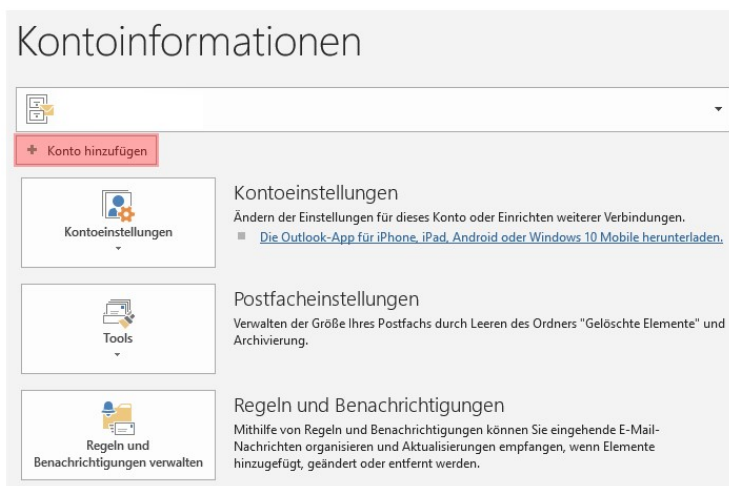 Kontoinformationen
Konto hinzufügen
Kontoeinstellungen
Kontoeinstellungen
Ändern der Einstellungen für dieses Konto oder Einrichten weiterer Verbindungen.
Die Outlook-App für iPhone, iPad, Android oder Windows 10 Mobile herunterladen.
Tools
Postfacheinstellungen
Verwalten der Größe Ihres Postfachs durch Leeren des Ordners "Gelöschte Elemente" und
Archivierung.
Regeln und
Benachrichtigungen verwalten
Regeln und Benachrichtigungen
Mithilfe von Regeln und Benachrichtigungen können Sie eingehende E-Mail-
Nachrichten organisieren und Aktualisierungen empfangen, wenn Elemente
hinzugefügt, geändert oder entfernt werden.